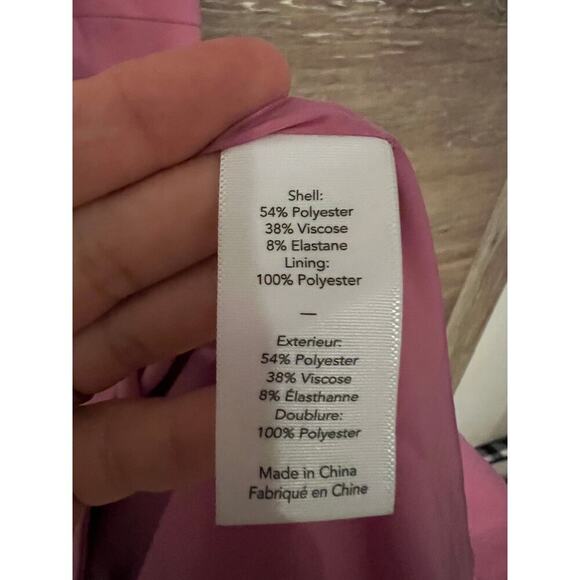 Shell:
54% Polyester
38% Viscose
8% Elastane
Lining:
100% Polyester
—
Exterieur:
54% Polyester
38% Viscose
8% Élasthanne
Doublure:
100% Polyester
Made in China
Fabriqué en Chine